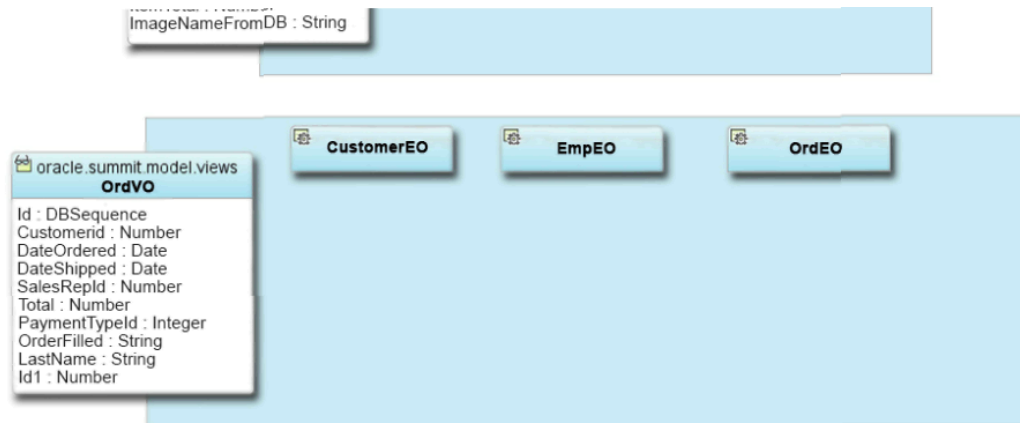 ImageNameFromDB : String
CustomerEO
EmpEO
OrdEO
oracle.summit.model.views
OrdVO
Id : DBSequence
Customerid : Number
DateOrdered : Date
DateShipped : Date
SalesRepId : Number
Total : Number
PaymentTypeId : Integer
OrderFilled : String
LastName : String
Id1 : Number